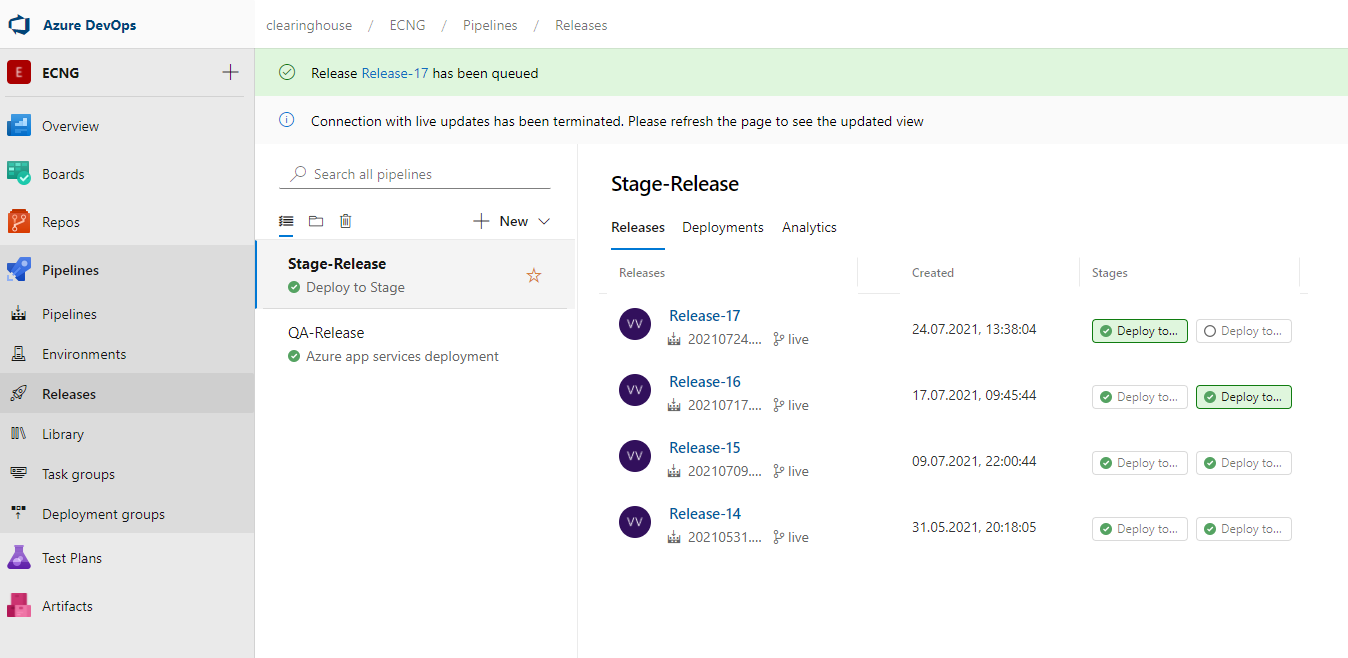 Azure DevOps
clearinghouse / ECNG / Pipelines / Releases
E ECNG
Release Release-17 has been queued
Connection with live updates has been terminated. Please refresh the page to see the updated view
Overview
Boards
Repos
Pipelines
Pipelines
Environments
Releases
Library
Task groups
Deployment groups
Test Plans
Artifacts
Search all pipelines
New
Stage-Release
Deploy to Stage
QA-Release
Azure app services deployment
Stage-Release
Releases Deployments Analytics
Releases Created Stages
VV Release-17 24.07.2021, 13:38:04 Deploy to... Deploy to...
20210724.... live
VV Release-16 17.07.2021, 09:45:44 Deploy to... Deploy to...
20210717.... live
VV Release-15 09.07.2021, 22:00:44 Deploy to... Deploy to...
20210709.... live
VV Release-14 31.05.2021, 20:18:05 Deploy to... Deploy to...
20210531.... live